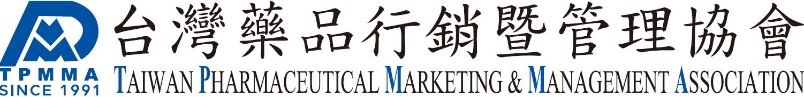 台灣藥品行銷暨管理協會
TPMMA
SINCE 1991
TAIWAN PHARMACEUTICAL MARKETING & MANAGEMENT ASSOCIATION